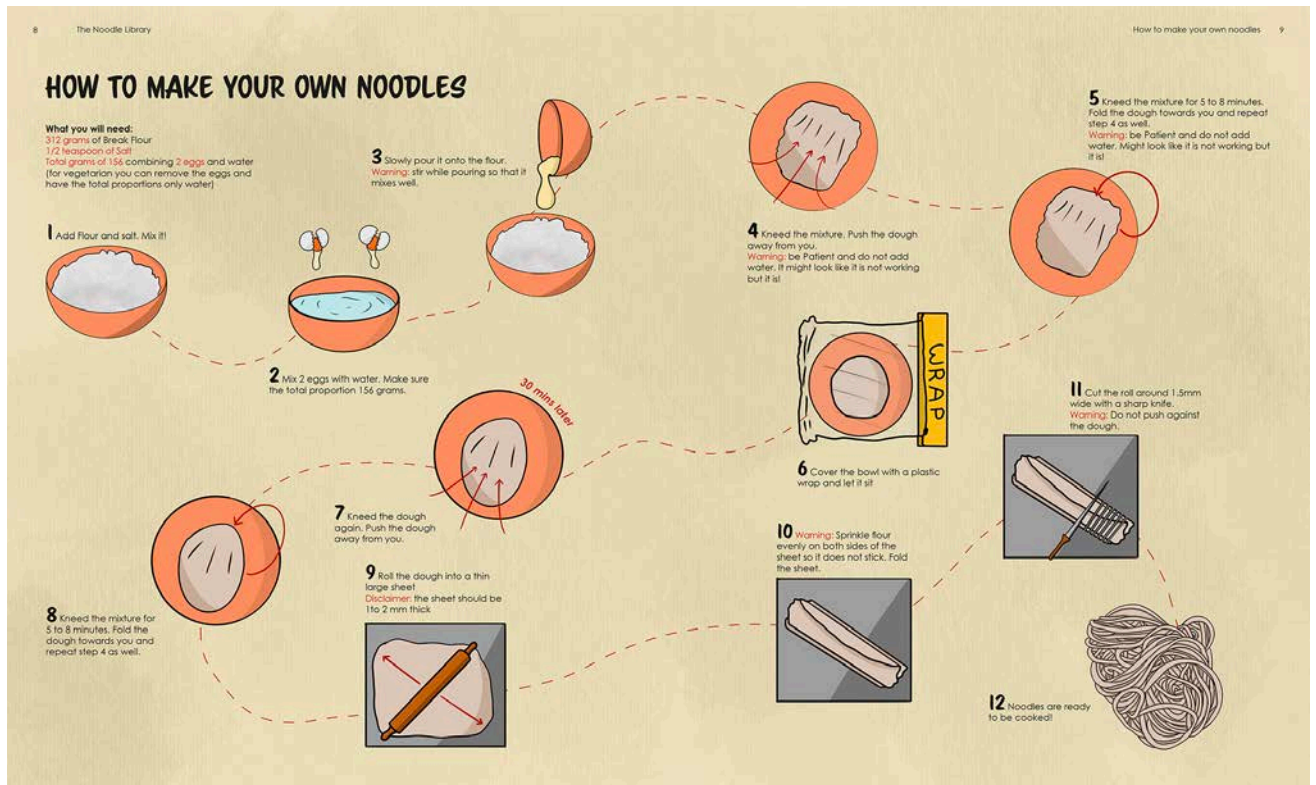 8 The Noodle Library
How to make your own noodles 9
HOW TO MAKE YOUR OWN NOODLES
What you will need:
312 grams of Break Flour
1/2 teaspoon of Salt
Total grams of 156 combining 2 eggs and water
(for vegetarian you can remove the eggs and
have the total proportions only water)
1 Add Flour and salt. Mix it!
2 Mix 2 eggs with water. Make sure
the total proportion 156 grams.
3 Slowly pour it onto the flour.
Warning: stir while pouring so that it
mixes well.
4 Kneed the mixture. Push the dough
away from you.
Warning: be Patient and do not add
water. It might look like it is not working
but it is!
5 Kneed the mixture for 5 to 8 minutes.
Fold the dough towards you and repeat
step 4 as well.
Warning: be Patient and do not add
water. Might look like it is not working but
it is!
WRAP
6 Cover the bowl with a plastic
wrap and let it sit
30 mins later
7 Kneed the dough
again. Push the dough
away from you.
8 Kneed the mixture for
5 to 8 minutes. Fold the
dough towards you and
repeat step 4 as well.
9 Roll the dough into a thin
large sheet
Disclaimer: the sheet should be
1to 2 mm thick
10 Warning: Sprinkle flour
evenly on both sides of the
sheet so it does not stick. Fold
the sheet.
11 Cut the roll around 1.5mm
wide with a sharp knife.
Warning: Do not push against
the dough.
12 Noodles are ready
to be cooked!